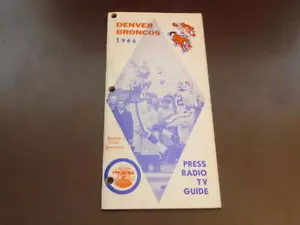 DENVER
BRONCOS
1966
PRESS
RADIO
TV
GUIDE